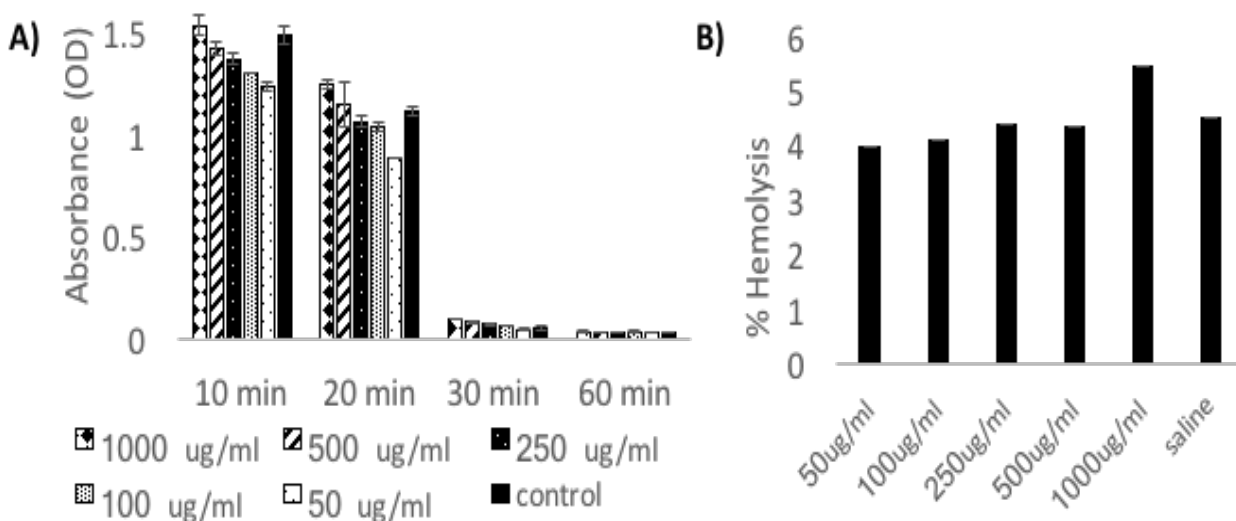 A)
Absorbance (OD)
1.5
1
0.5
0
10 min 20 min 30 min 60 min
1000 ug/ml 500 ug/ml 250 ug/ml
100 ug/ml 50 ug/ml control
B)
% Hemolysis
6
5
4
3
2
1
0
50ug/ml
100ug/ml
250ug/ml
500ug/ml
1000ug/ml
saline